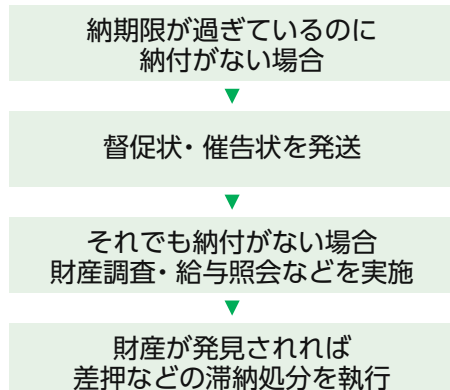 納期限が過ぎているのに
納付がない場合
▼
督促状・催告状を発送
▼
それでも納付がない場合
財産調査・給与照会などを実施
▼
財産が発見されれば
差押などの滞納処分を執行